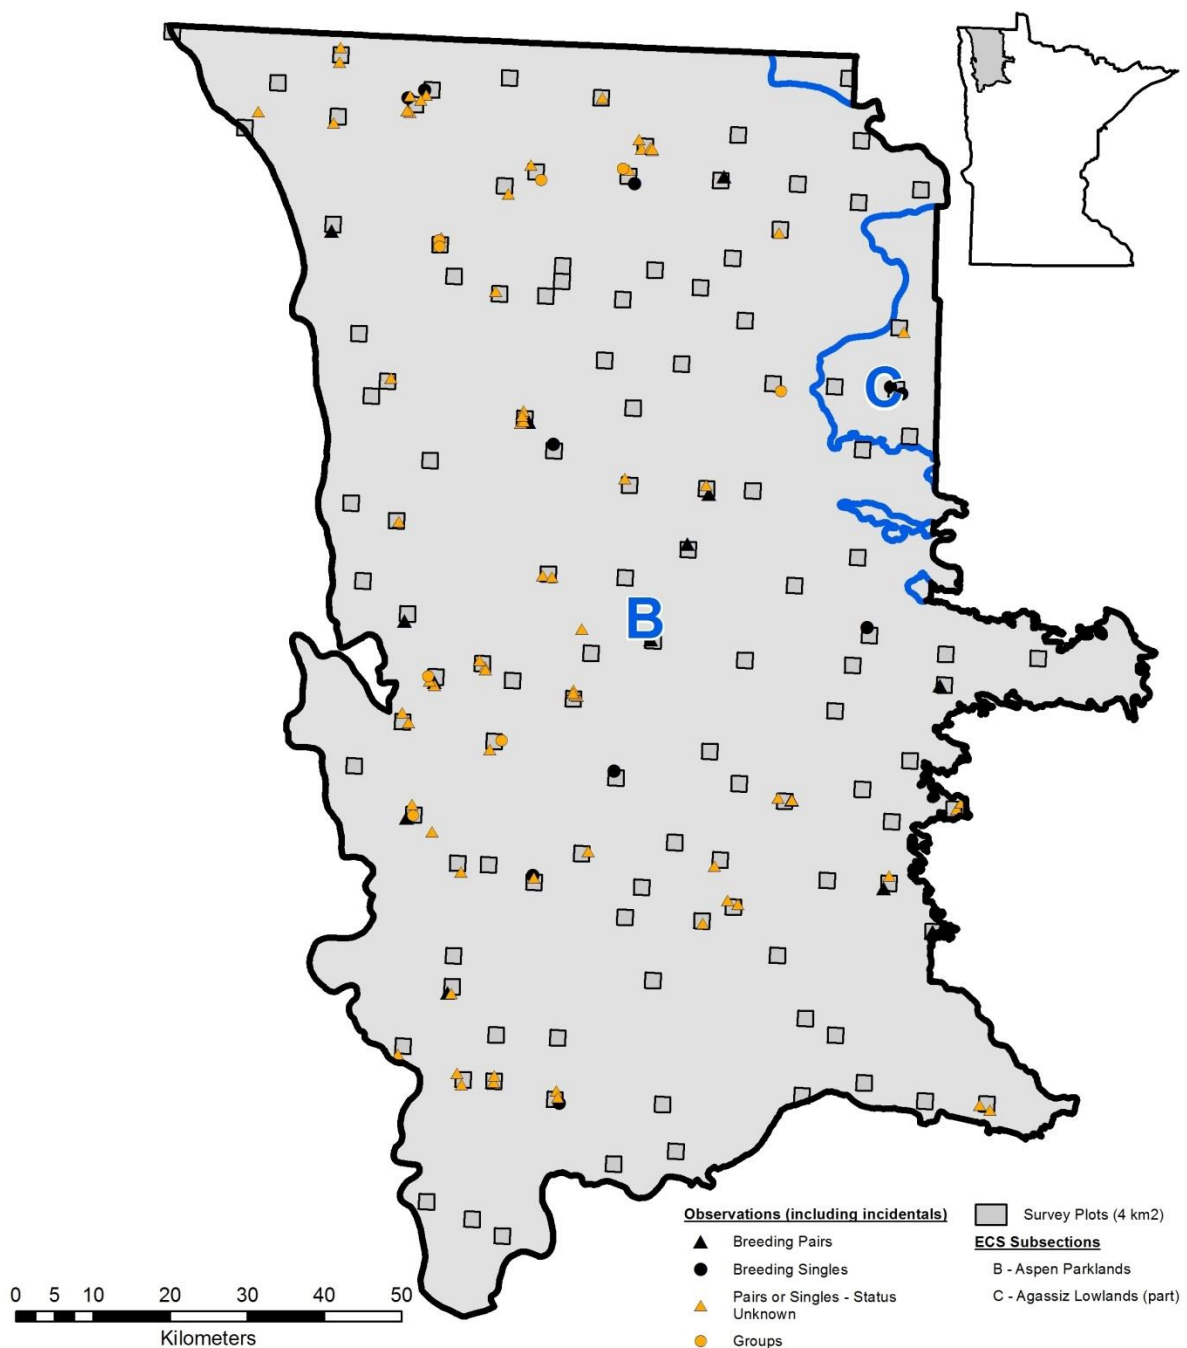 C
B
Observations (including incidentals)
Breeding Pairs
Breeding Singles
Pairs or Singles - Status
Unknown
Groups
Survey Plots (4 km2)
ECS Subsections
B - Aspen Parklands
C - Agassiz Lowlands (part)
0 5 10 20 30 40 50
Kilometers